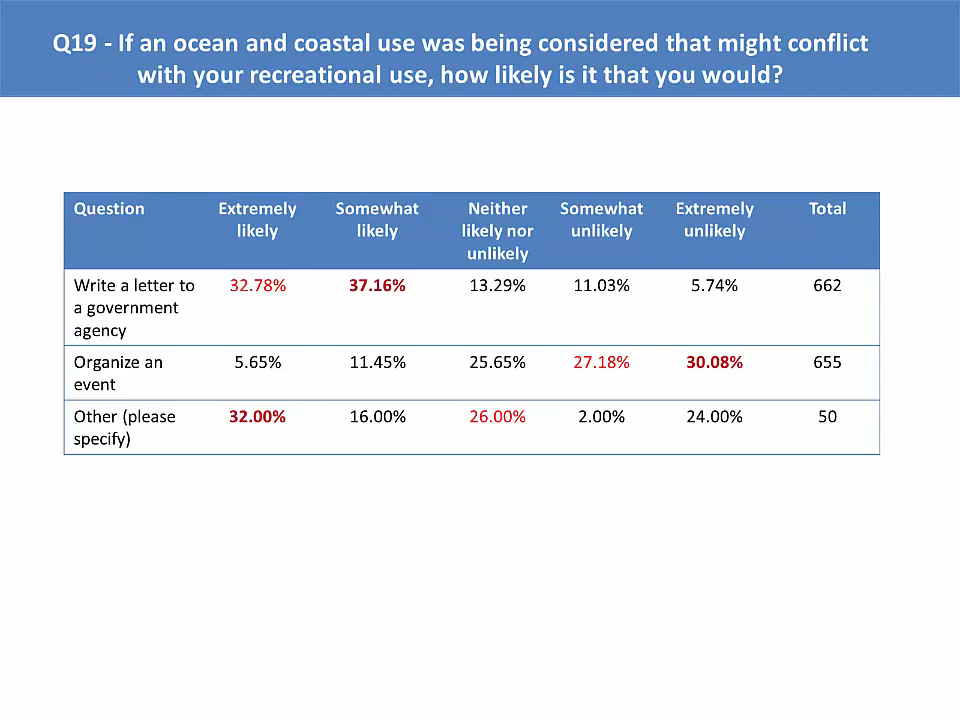 Q19 - If an ocean and coastal use was being considered that might conflict
with your recreational use, how likely is it that you would?
Question Extremely likely Somewhat likely Neither likely nor unlikely Somewhat unlikely Extremely unlikely Total
Write a letter to a government agency 32.78% 37.16% 13.29% 11.03% 5.74% 662
Organize an event 5.65% 11.45% 25.65% 27.18% 30.08% 655
Other (please specify) 32.00% 16.00% 26.00% 2.00% 24.00% 50